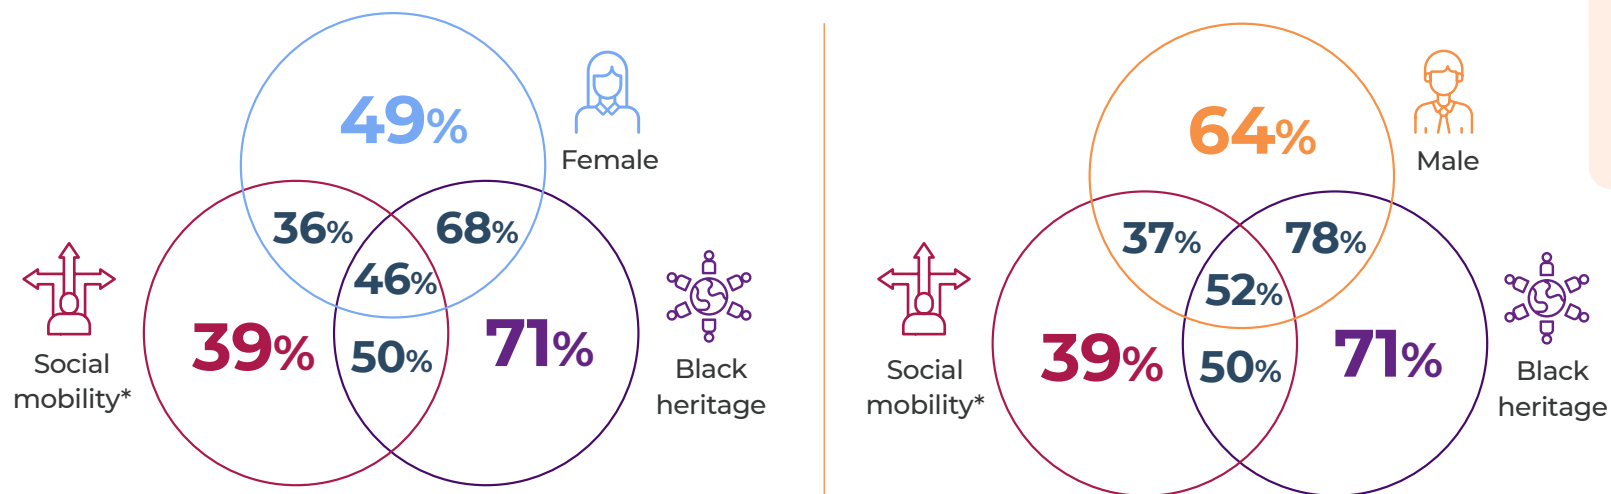 49%
Female
36%
68%
46%
39%
50%
71%
Social
mobility*
Black
heritage
64%
Male
37%
78%
52%
39%
50%
71%
Social
mobility*
Black
heritage